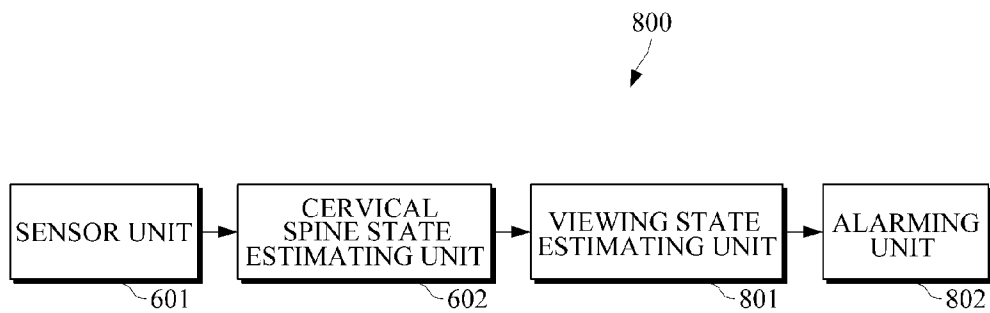 800
SENSOR UNIT
CERVICAL
SPINE STATE
ESTIMATING UNIT
VIEWING STATE
ESTIMATING UNIT
ALARMING
UNIT
601
602
801
802